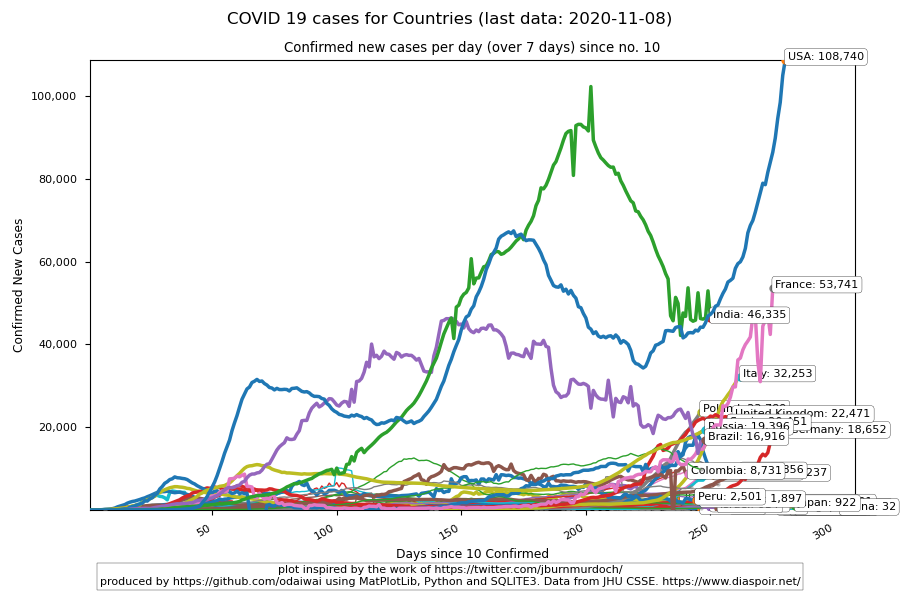 COVID 19 cases for Countries (last data: 2020-11-08)
Confirmed new cases per day (over 7 days) since no. 10
USA: 108,740
100,000
80,000
60,000
40,000
20,000
Confirmed New Cases
France: 53,741
India: 46,335
Italy: 32,253
United Kingdom: 22,471
Russia: 19,396
Germany: 18,652
Brazil: 16,916
Colombia: 8,731
Peru: 2,501
1,897
922
32
50
100
150
200
250
300
Days since 10 Confirmed
plot inspired by the work of https://twitter.com/jburnmurdoch/
produced by https://github.com/odaiwai using MatPlotLib, Python and SQLITE3. Data from JHU CSSE. https://www.diaspoir.net/